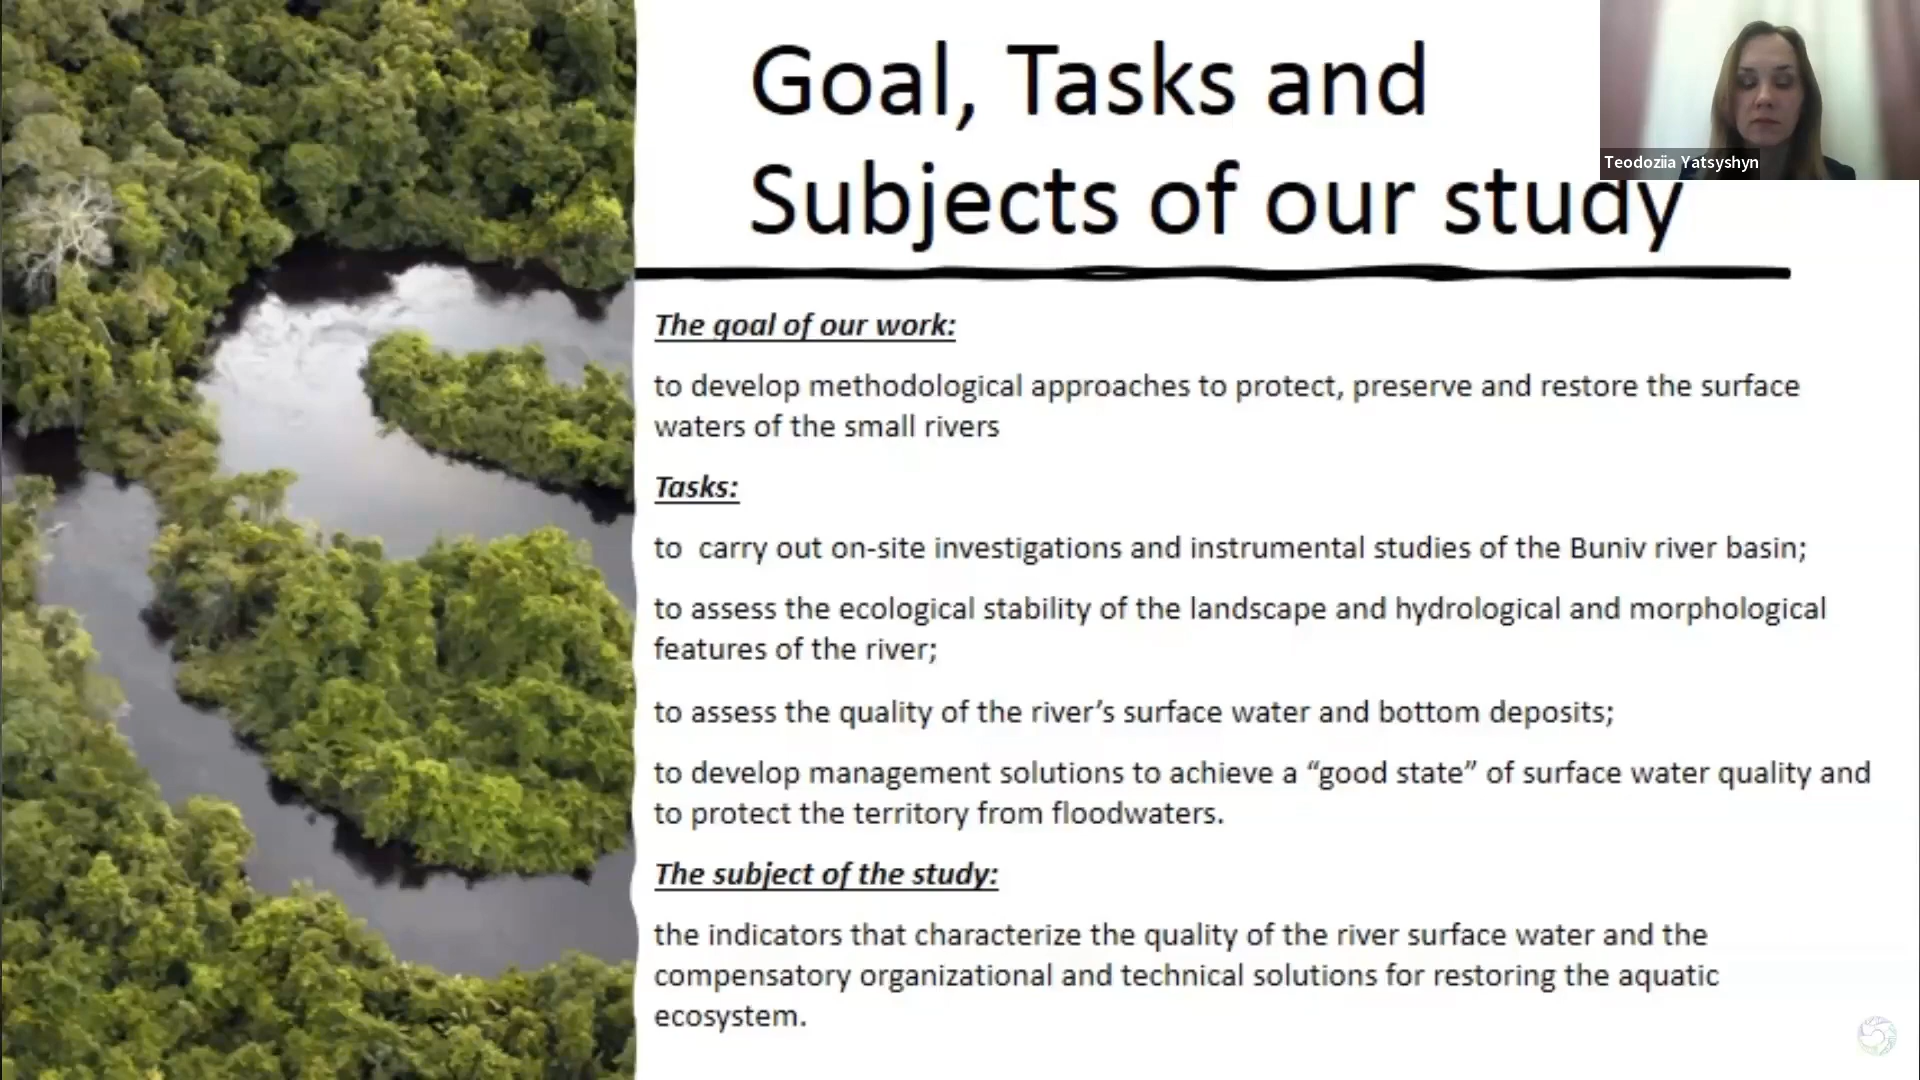 Goal, Tasks and
Subjects of our study
Teodoziia Yatsyshyn
The goal of our work:
to develop methodological approaches to protect, preserve and restore the surface
waters of the small rivers
Tasks:
to  carry out on-site investigations and instrumental studies of the Buniv river basin;
to assess the ecological stability of the landscape and hydrological and morphological
features of the river;
to assess the quality of the river’s surface water and bottom deposits;
to develop management solutions to achieve a “good state” of surface water quality and
to protect the territory from floodwaters.
The subject of the study:
the indicators that characterize the quality of the river surface water and the
compensatory organizational and technical solutions for restoring the aquatic
ecosystem.